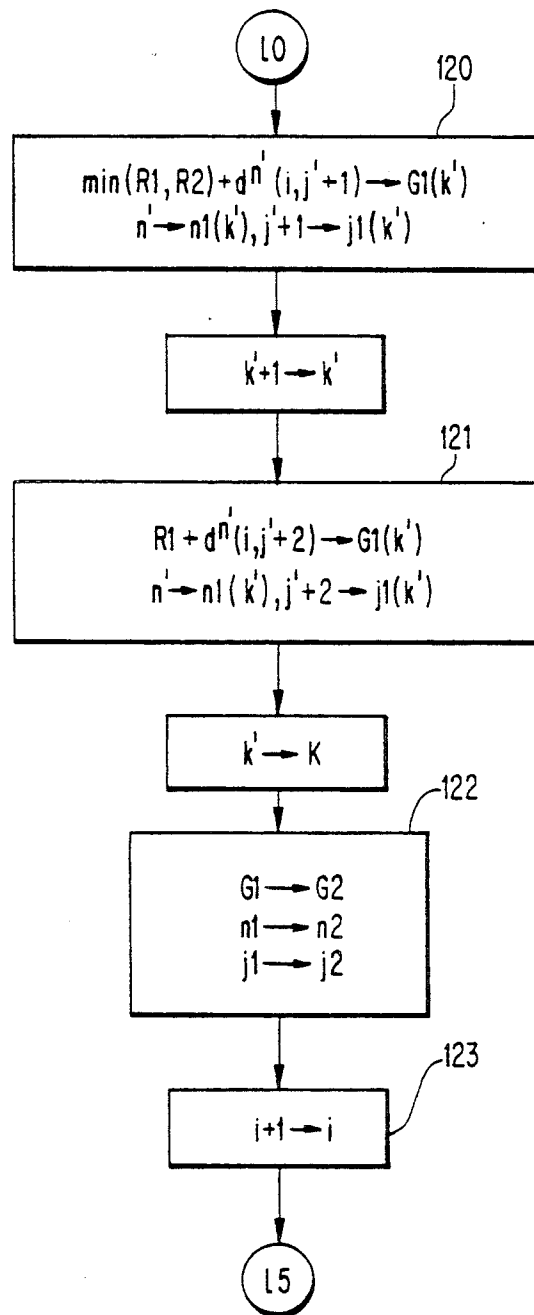 l0
120
min(R1, R2)+d^n'(i, j'+1)→G1(k')
n'→n1(k'), j'+1→j1(k')
k'+1→k'
121
R1+d^n'(i, j'+2)→G1(k')
n'→n1(k'), j'+2→j1(k')
k'→K
122
G1→G2
n1→n2
j1→j2
123
i+1→i
l5